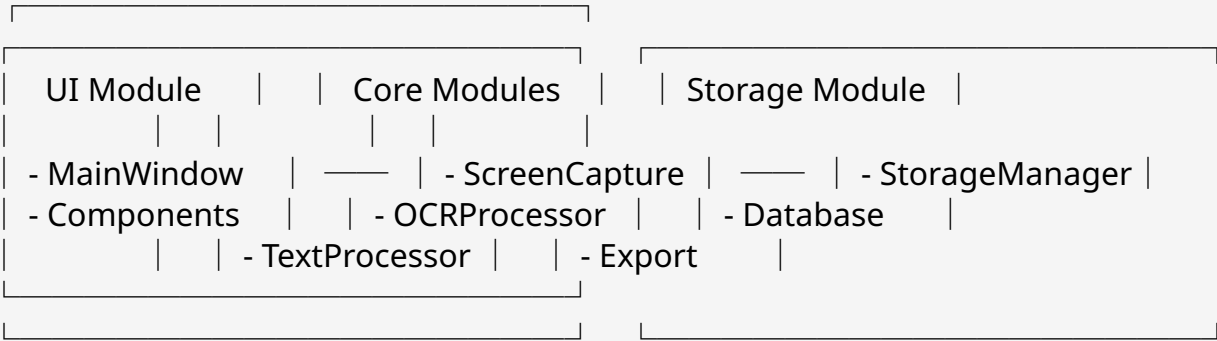 UI Module │ │ Core Modules │ │ Storage Module │
- MainWindow │ ── │ - ScreenCapture │ ── │ - StorageManager │
- Components │ │ - OCRProcessor │ │ - Database │
│ │ - TextProcessor │ │ - Export │